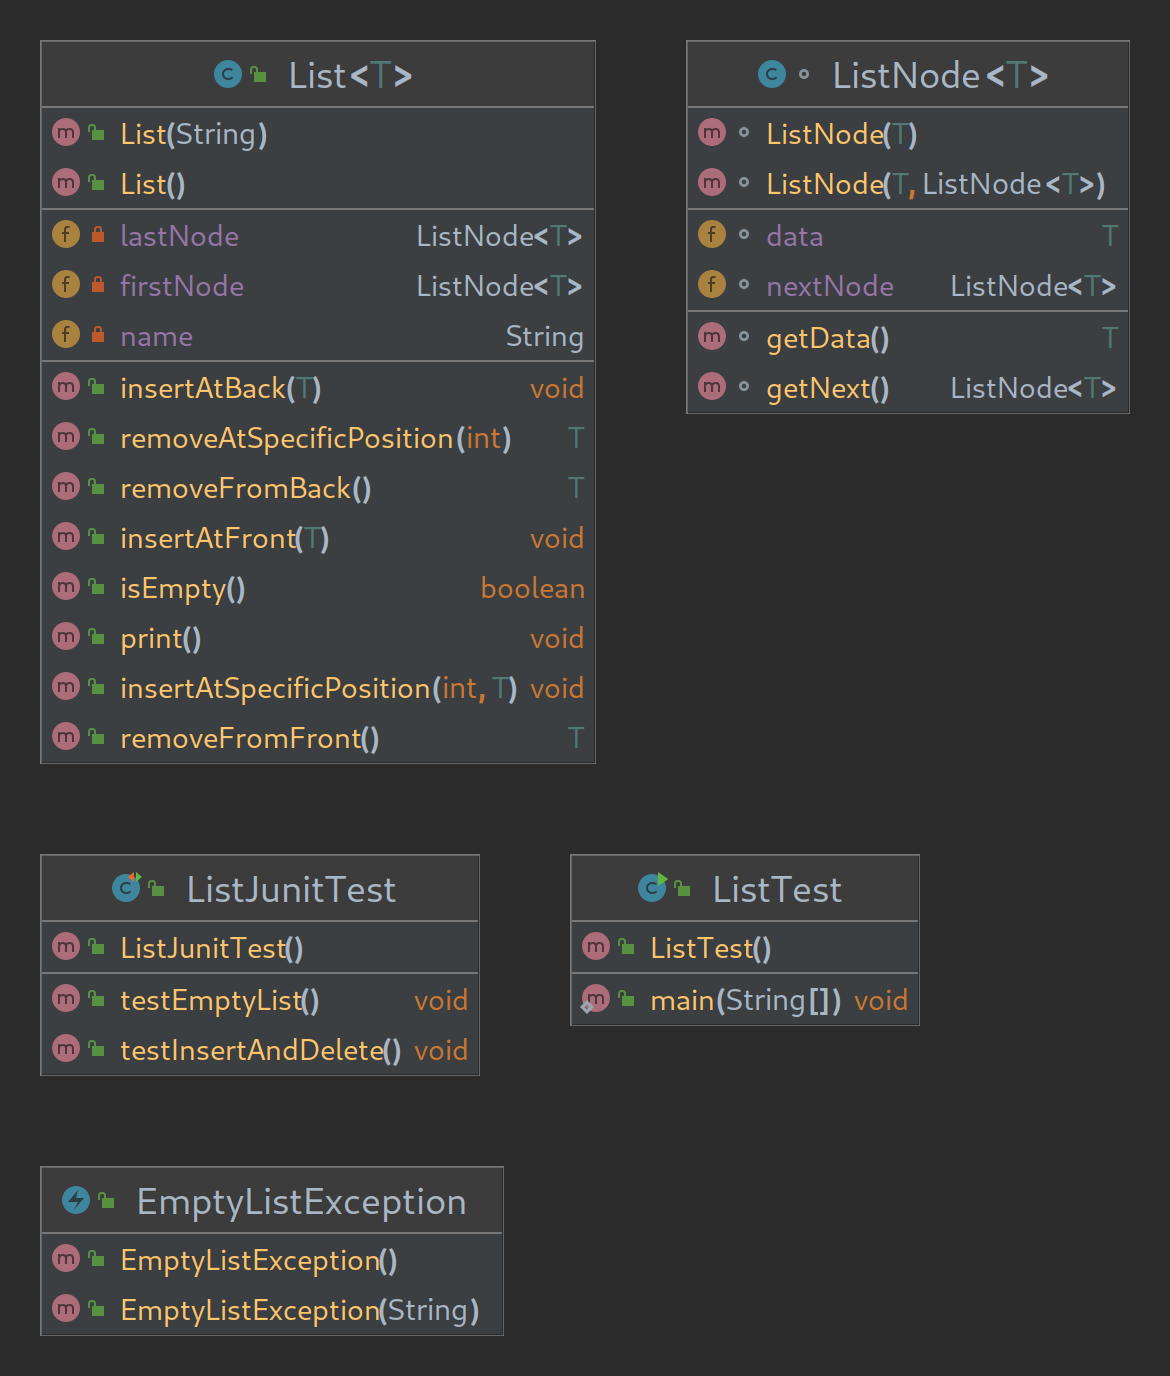 List<T>
List(String)
List()
lastNode ListNode<T>
firstNode ListNode<T>
name String
insertAtBack(T) void
removeAtSpecificPosition(int) T
removeFromBack() T
insertAtFront(T) void
isEmpty() boolean
print() void
insertAtSpecificPosition(int, T) void
removeFromFront() T
ListNode<T>
ListNode(T)
ListNode(T, ListNode<T>)
data T
nextNode ListNode<T>
getData() T
getNext() ListNode<T>
ListJunitTest
ListJunitTest()
testEmptyList() void
testInsertAndDelete() void
ListTest
ListTest()
main(String[]) void
EmptyListException
EmptyListException()
EmptyListException(String)